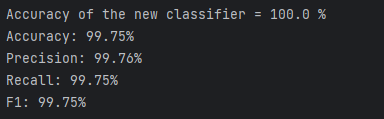 Accuracy of the new classifier = 100.0 %
Accuracy: 99.75%
Precision: 99.76%
Recall: 99.75%
F1: 99.75%